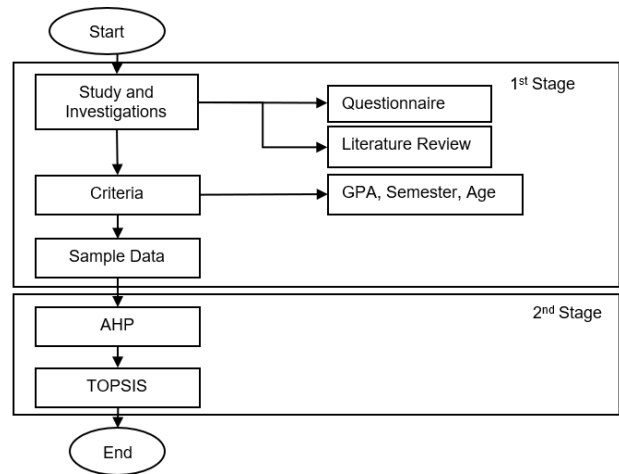 Start
1st Stage
Study and
Investigations
Questionnaire
Literature Review
Criteria
GPA, Semester, Age
Sample Data
2nd Stage
AHP
TOPSIS
End